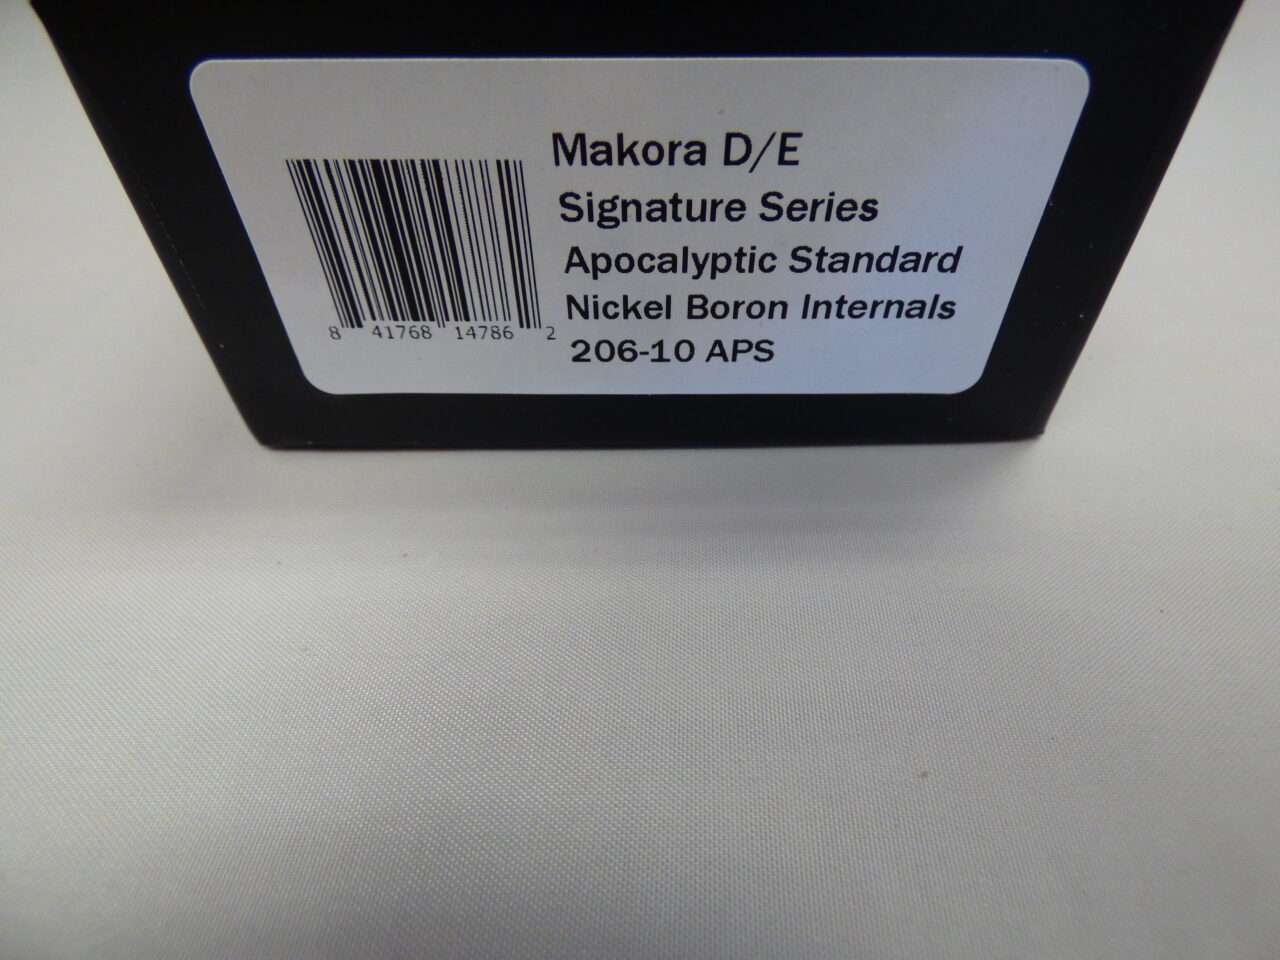 Makora D/E
Signature Series
Apocalyptic Standard
Nickel Boron Internals
206-10 APS
8 41768 14786 2